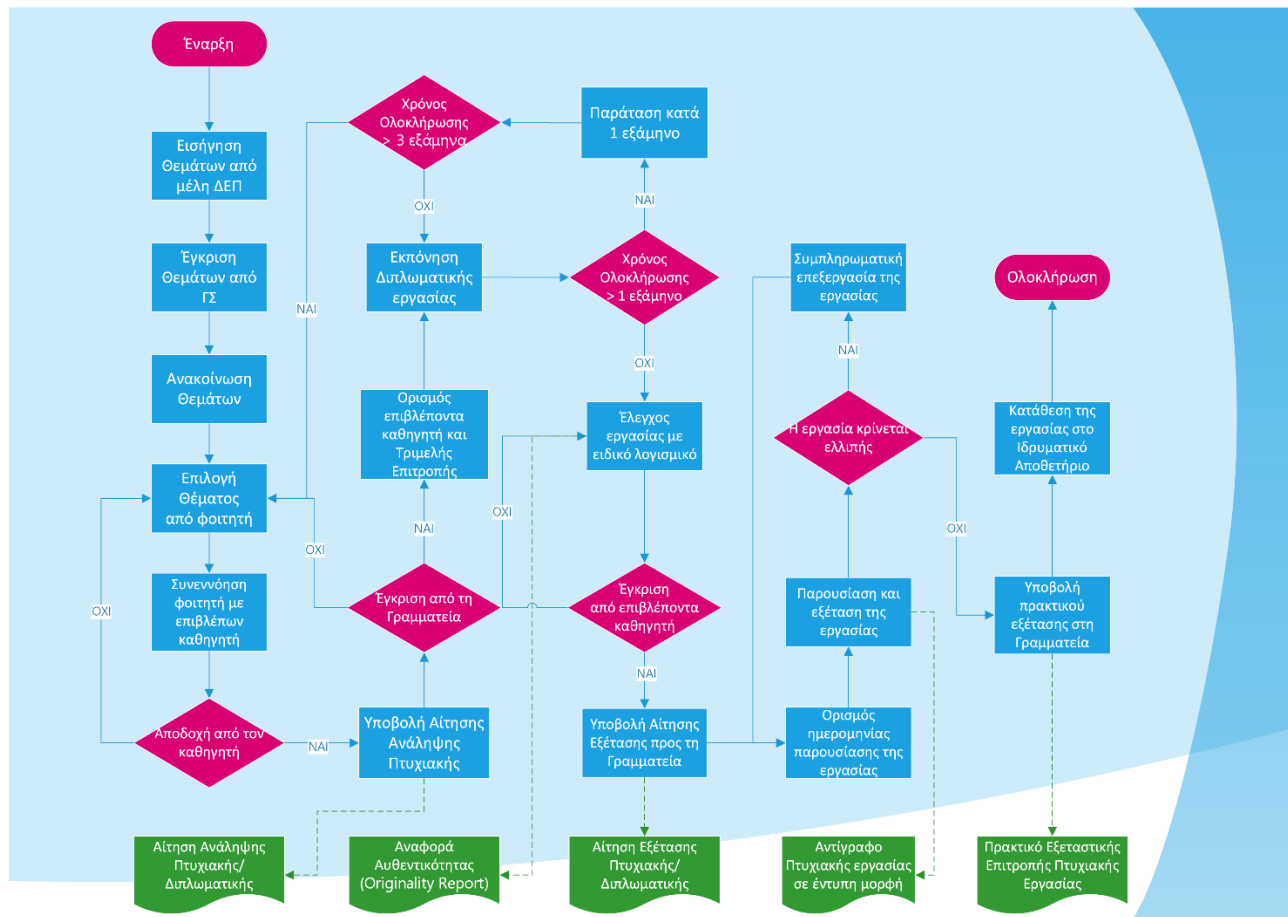 Έναρξη
Εισήγηση
Θεμάτων από
μέλη ΔΕΠ
Έγκριση
Θεμάτων από
ΓΣ
Ανακοίνωση
Θεμάτων
Επιλογή
Θέματος
από φοιτητή
Συνεννόηση
φοιτητή με
επιβλέπων
καθηγητή
ΌΧΙ
Αποδοχή από τον
καθηγητή
ΝΑΙ
Υποβολή Αίτησης
Ανάληψης
Πτυχιακής
Έγκριση από τη
Γραμματεία
ΟΧΙ
ΝΑΙ
Ορισμός
επιβλέποντα
καθηγητή και
Τριμελής
Επιτροπής
Εκπόνηση
Διπλωματικής
εργασίας
Χρόνος
Ολοκλήρωσης
> 1 εξάμηνο
ΝΑΙ
Παράταση κατά
1 εξάμηνο
Χρόνος
Ολοκλήρωσης
> 3 εξάμηνα
ΟΧΙ
ΝΑΙ
ΟΧΙ
Έλεγχος
εργασίας με
ειδικό λογισμικό
ΟΧΙ
Έγκριση
από επιβλέποντα
καθηγητή
ΝΑΙ
Υποβολή Αίτησης
Εξέτασης προς τη
Γραμματεία
Ορισμός
ημερομηνίας
παρουσίασης της
εργασίας
Παρουσίαση και
εξέταση της
εργασίας
Η εργασία κρίνεται
ελλιπής
ΝΑΙ
Συμπληρωματική
επεξεργασία της
εργασίας
ΟΧΙ
Υποβολή
πρακτικού
εξέτασης στη
Γραμματεία
Κατάθεση της
εργασίας στο
Ιδρυματικό
Αποθετήριο
Ολοκλήρωση
Αίτηση Ανάληψης
Πτυχιακής/
Διπλωματικής
Αναφορά
Αυθεντικότητας
(Originality Report)
Αίτηση Εξέτασης
Πτυχιακής/
Διπλωματικής
Αντίγραφο
Πτυχιακής εργασίας
σε έντυπη μορφή
Πρακτικό Εξεταστικής
Επιτροπής Πτυχιακής
Εργασίας